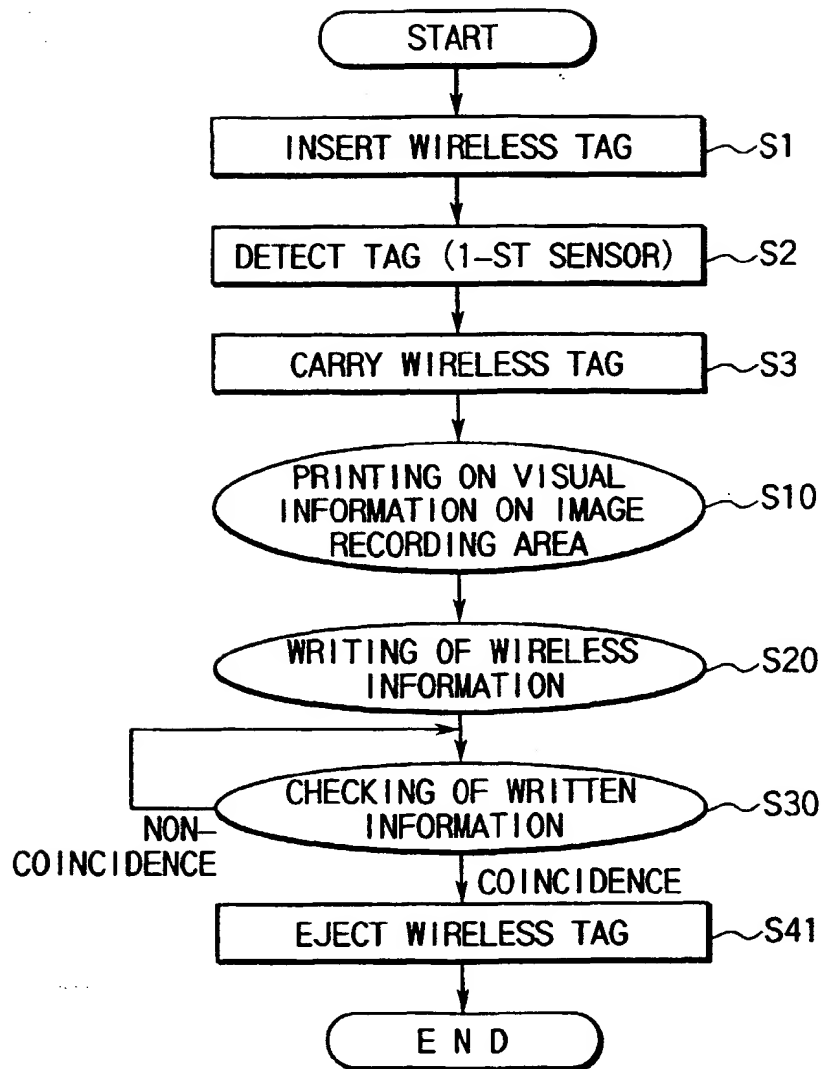 START
INSERT WIRELESS TAG
S1
DETECT TAG (1-ST SENSOR)
S2
CARRY WIRELESS TAG
S3
PRINTING ON VISUAL
INFORMATION ON IMAGE
RECORDING AREA
S10
WRITING OF WIRELESS
INFORMATION
S20
CHECKING OF WRITTEN
INFORMATION
S30
NON-
COINCIDENCE
COINCIDENCE
EJECT WIRELESS TAG
S41
END